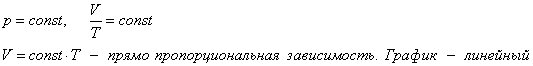 p = const, V/T = const
V = const · T – прямо пропорциональная зависимость. График – линейный